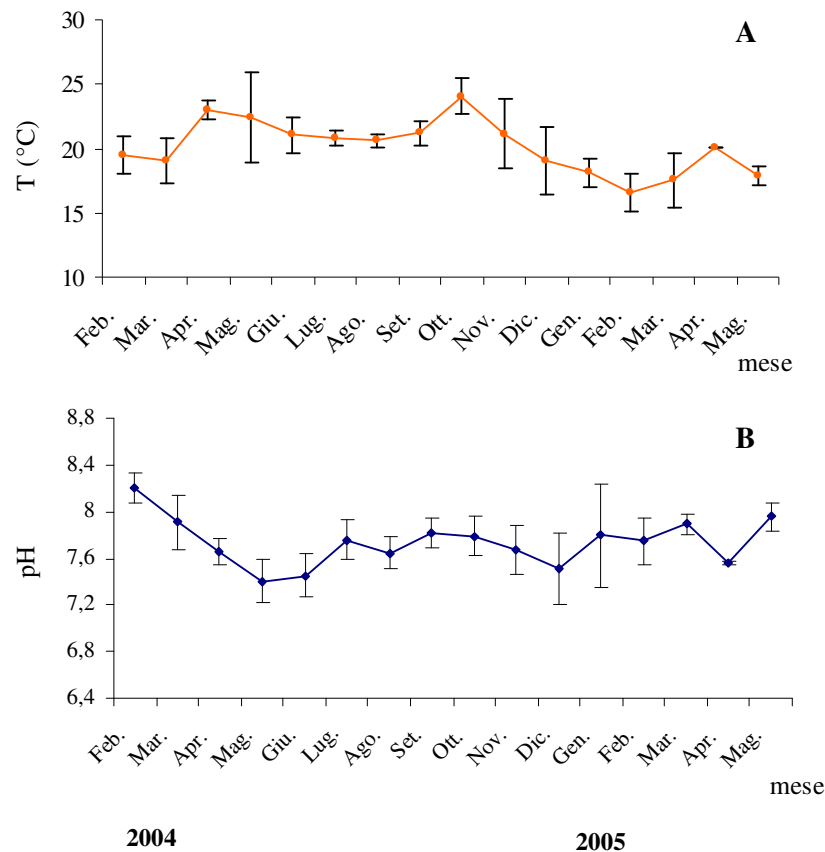 A
T (°C)
30
25
20
15
10
Feb. Mar. Apr. Mag. Giu. Lug. Ago. Set. Ott. Nov. Dic. Gen. Feb. Mar. Apr. Mag.
mese
B
pH
8,8
8,4
8
7,6
7,2
6,8
6,4
Feb. Mar. Apr. Mag. Giu. Lug. Ago. Set. Ott. Nov. Dic. Gen. Feb. Mar. Apr. Mag.
mese
2004 2005